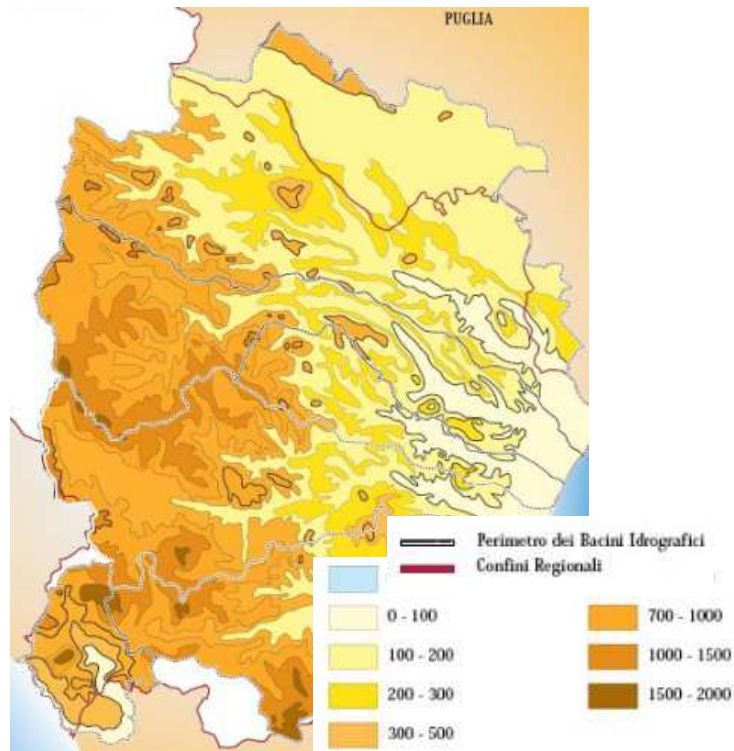 PUGLIA
Perimetro dei Bacini Idrografici
Confini Regionali
0 - 100
100 - 200
200 - 300
300 - 500
700 - 1000
1000 - 1500
1500 - 2000